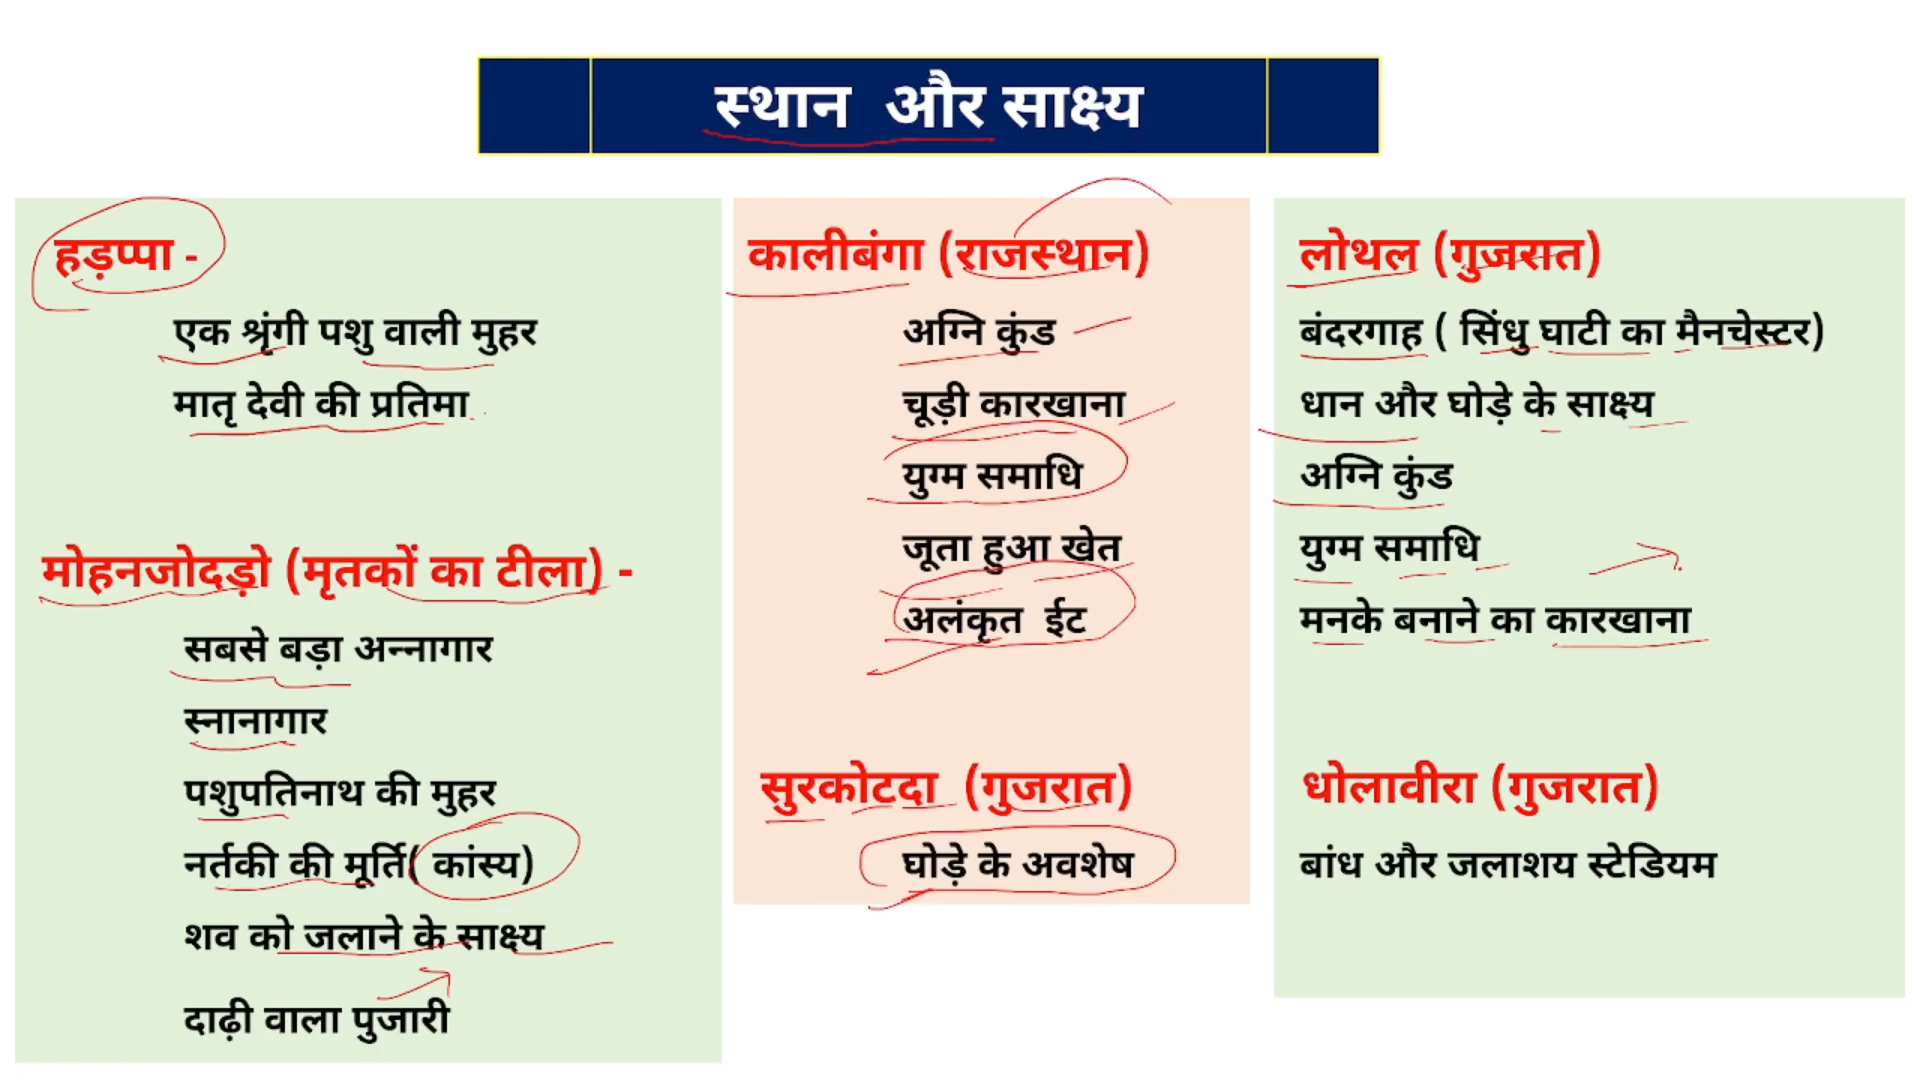 स्थान और साक्ष्य
हड़प्पा -
एक श्रृंगी पशु वाली मुहर
मातृ देवी की प्रतिमा
मोहनजोदड़ो (मृतकों का टीला) -
सबसे बड़ा अन्नागार
स्नानागार
पशुपतिनाथ की मुहर
नर्तकी की मूर्ति( कांस्य)
शव को जलाने के साक्ष्य
दाढ़ी वाला पुजारी
कालीबंगा (राजस्थान)
अग्नि कुंड
चूड़ी कारखाना
युग्म समाधि
जूता हुआ खेत
अलंकृत ईट
सुरकोटदा (गुजरात)
घोड़े के अवशेष
लोथल (गुजरात)
बंदरगाह ( सिंधु घाटी का मैनचेस्टर)
धान और घोड़े के साक्ष्य
अग्नि कुंड
युग्म समाधि
मनके बनाने का कारखाना
धोलावीरा (गुजरात)
बांध और जलाशय स्टेडियम